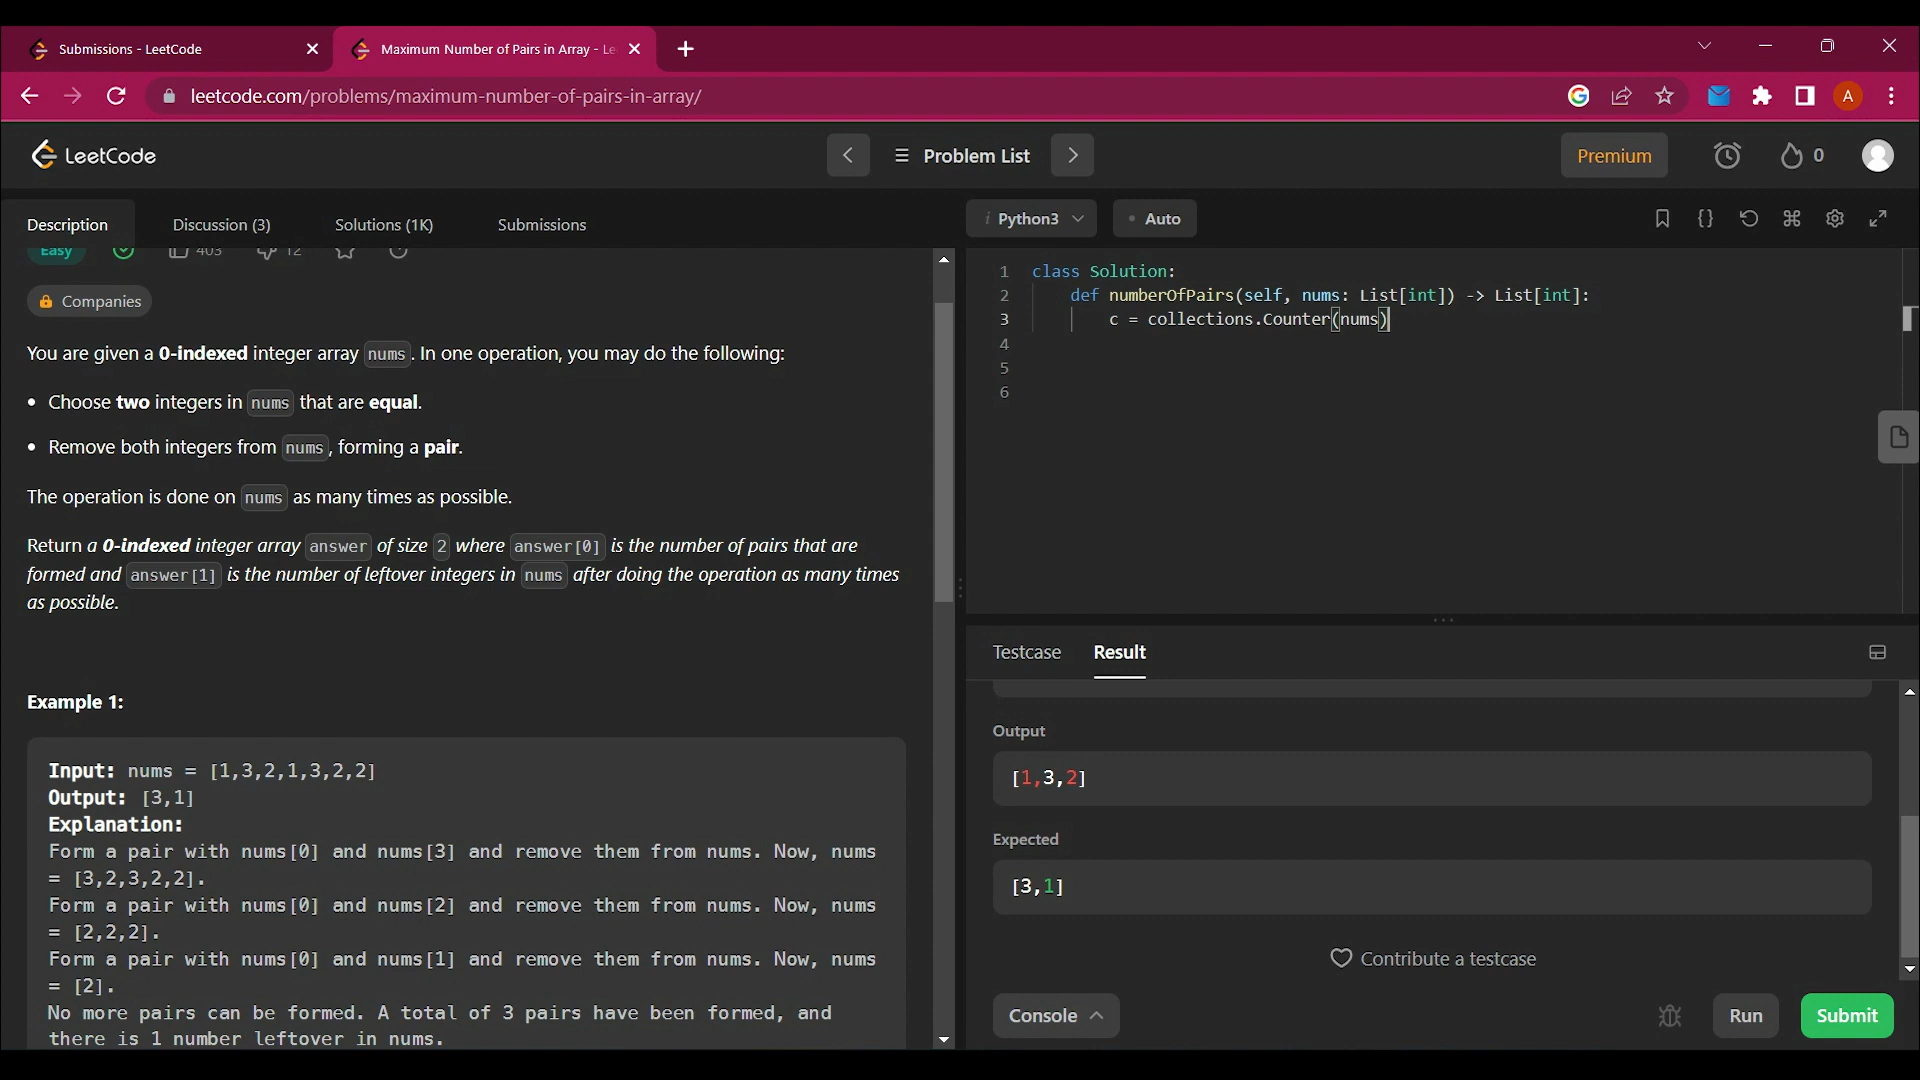 Submissions - LeetCode
Maximum Number of Pairs in Array - Le
leetcode.com/problems/maximum-number-of-pairs-in-array/
A
LeetCode
Problem List
Premium
0
Description
Discussion (3)
Solutions (1K)
Submissions
Easy
403
12
Companies
You are given a 0-indexed integer array nums. In one operation, you may do the following:
• Choose two integers in nums that are equal.
• Remove both integers from nums, forming a pair.
The operation is done on nums as many times as possible.
Return a 0-indexed integer array answer of size 2 where answer[0] is the number of pairs that are
formed and answer[1] is the number of leftover integers in nums after doing the operation as many times
as possible.
Example 1:
Input: nums = [1,3,2,1,3,2,2]
Output: [3,1]
Explanation:
Form a pair with nums[0] and nums[3] and remove them from nums. Now, nums
= [3,2,3,2,2].
Form a pair with nums[0] and nums[2] and remove them from nums. Now, nums
= [2,2,2].
Form a pair with nums[0] and nums[1] and remove them from nums. Now, nums
= [2].
No more pairs can be formed. A total of 3 pairs have been formed, and
there is 1 number leftover in nums.
i Python3
• Auto
{}
1 class Solution:
2 def numberOfPairs(self, nums: List[int]) -> List[int]:
3 c = collections.Counter(nums)
4
5
6
Testcase
Result
Output
[1,3,2]
Expected
[3,1]
Contribute a testcase
Console
Run
Submit